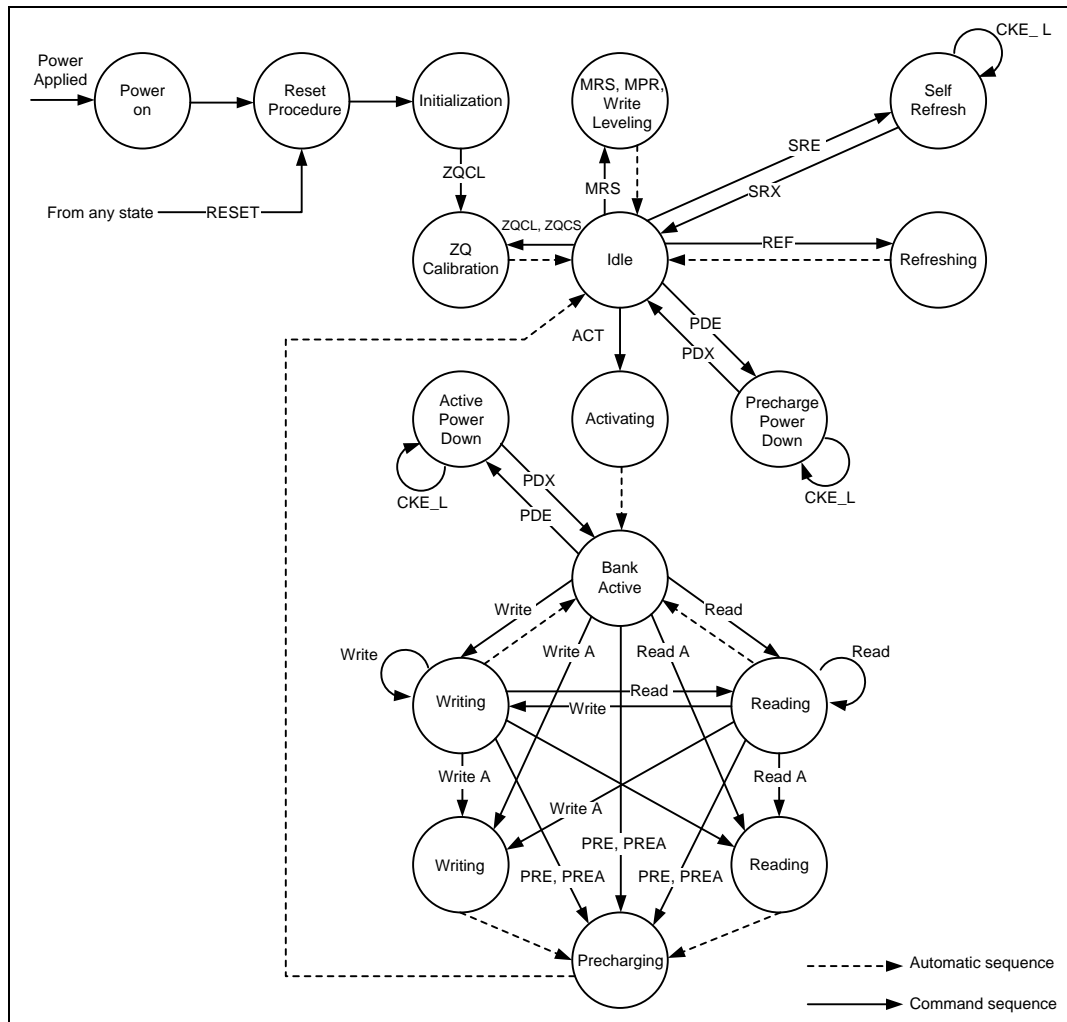 CKE_ L
Power
Applied
Power
on
Reset
Procedure
Initialization
MRS, MPR,
Write
Leveling
Self
Refresh
SRE
SRX
ZQCL
MRS
From any state
RESET
ZQCL, ZQCS
REF
ZQ
Calibration
Idle
Refreshing
PDE
PDX
ACT
Active
Power
Down
Activating
Precharge
Power
Down
PDX
PDE
CKE_L
CKE_L
Bank
Active
Write
Read
Write
Write A
Read A
Read
Writing
Read
Write
Reading
Write A
Read A
Write A
Writing
PRE, PREA
Reading
PRE, PREA
PRE, PREA
Precharging
Automatic sequence
Command sequence